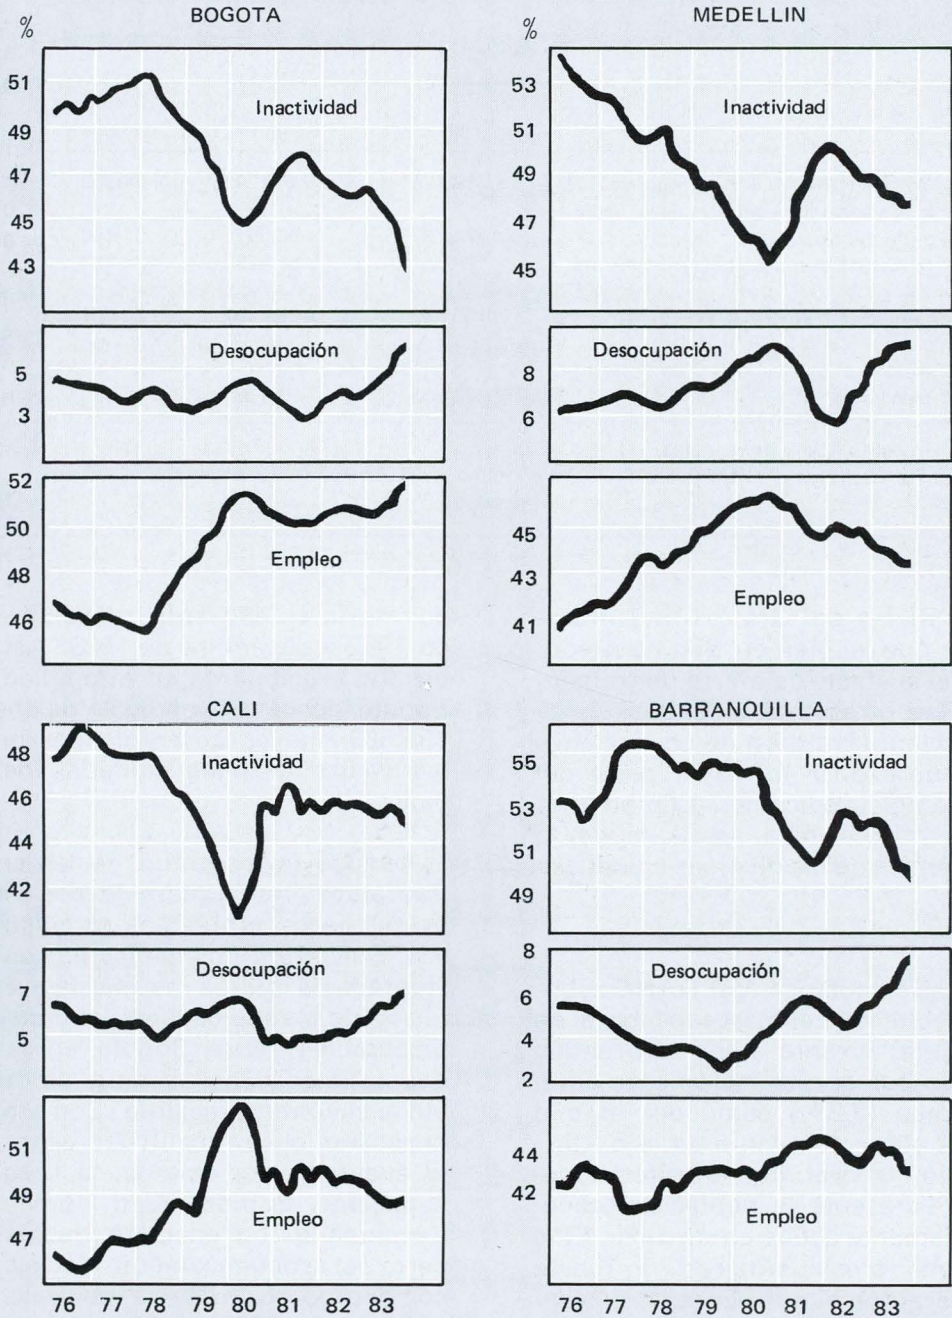 BOGOTA
%
51
49
47
45
43
Inactividad
5
3
Desocupación
52
50
48
46
Empleo
MEDELLIN
%
53
51
49
47
45
Inactividad
8
6
Desocupación
45
43
41
Empleo
CALI
48
46
44
42
Inactividad
7
5
Desocupación
51
49
47
Empleo
76 77 78 79 80 81 82 83
BARRANQUILLA
55
53
51
49
Inactividad
8
6
4
2
Desocupación
44
42
Empleo
76 77 78 79 80 81 82 83